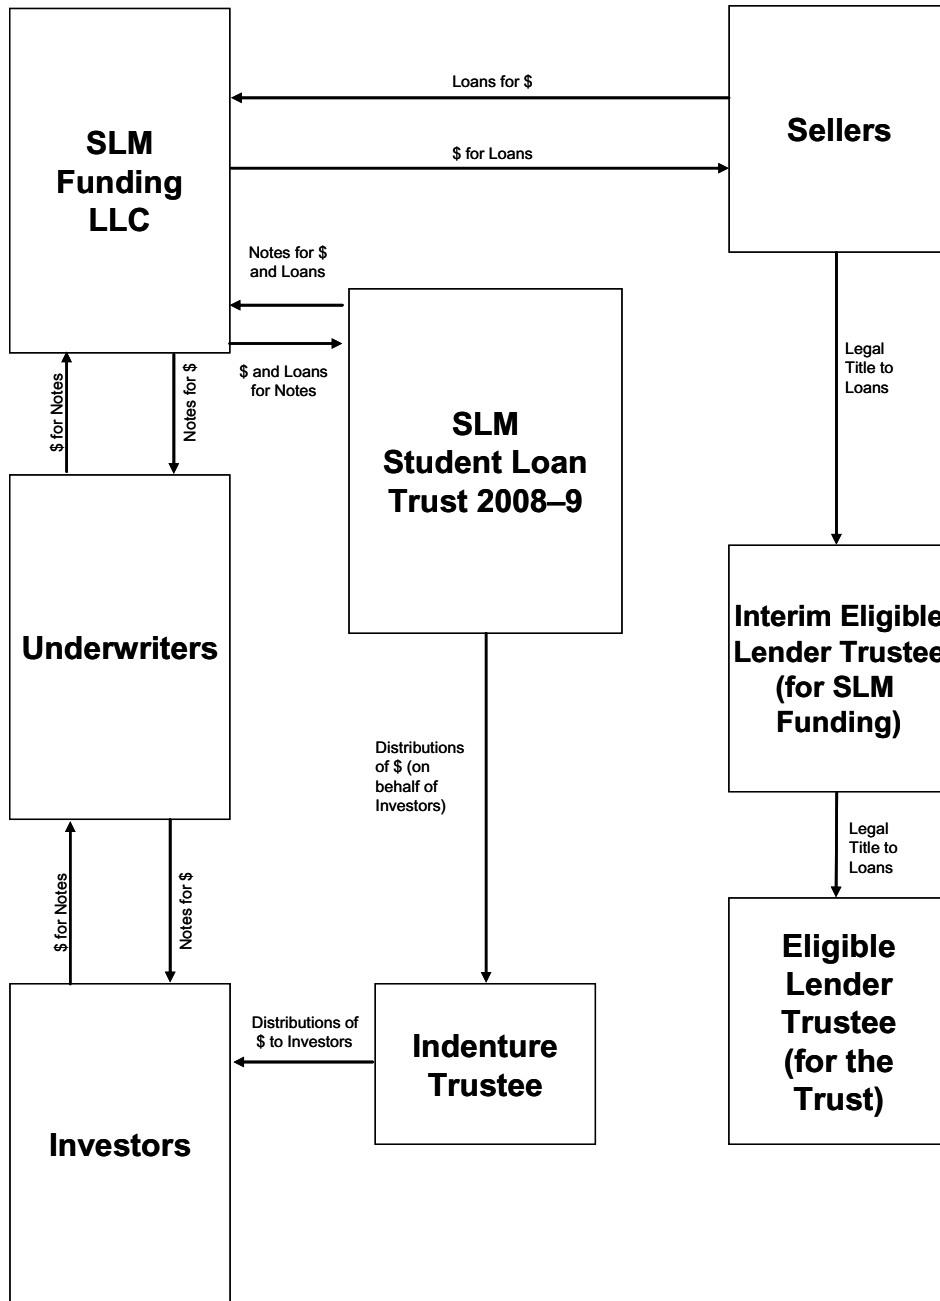 Loans for $
SLM
Funding
LLC
Sellers
$ for Loans
Notes for $
and Loans
$ and Loans
for Notes
$ for Notes
Notes for $
Legal
Title to
Loans
SLM
Student Loan
Trust 2008–9
Underwriters
Interim Eligible
Lender Trustee
(for SLM
Funding)
Distributions
of $ (on
behalf of
Investors)
Legal
Title to
Loans
$ for Notes
Notes for $
Eligible
Lender
Trustee
(for the
Trust)
Distributions of
$ to Investors
Indenture
Trustee
Investors